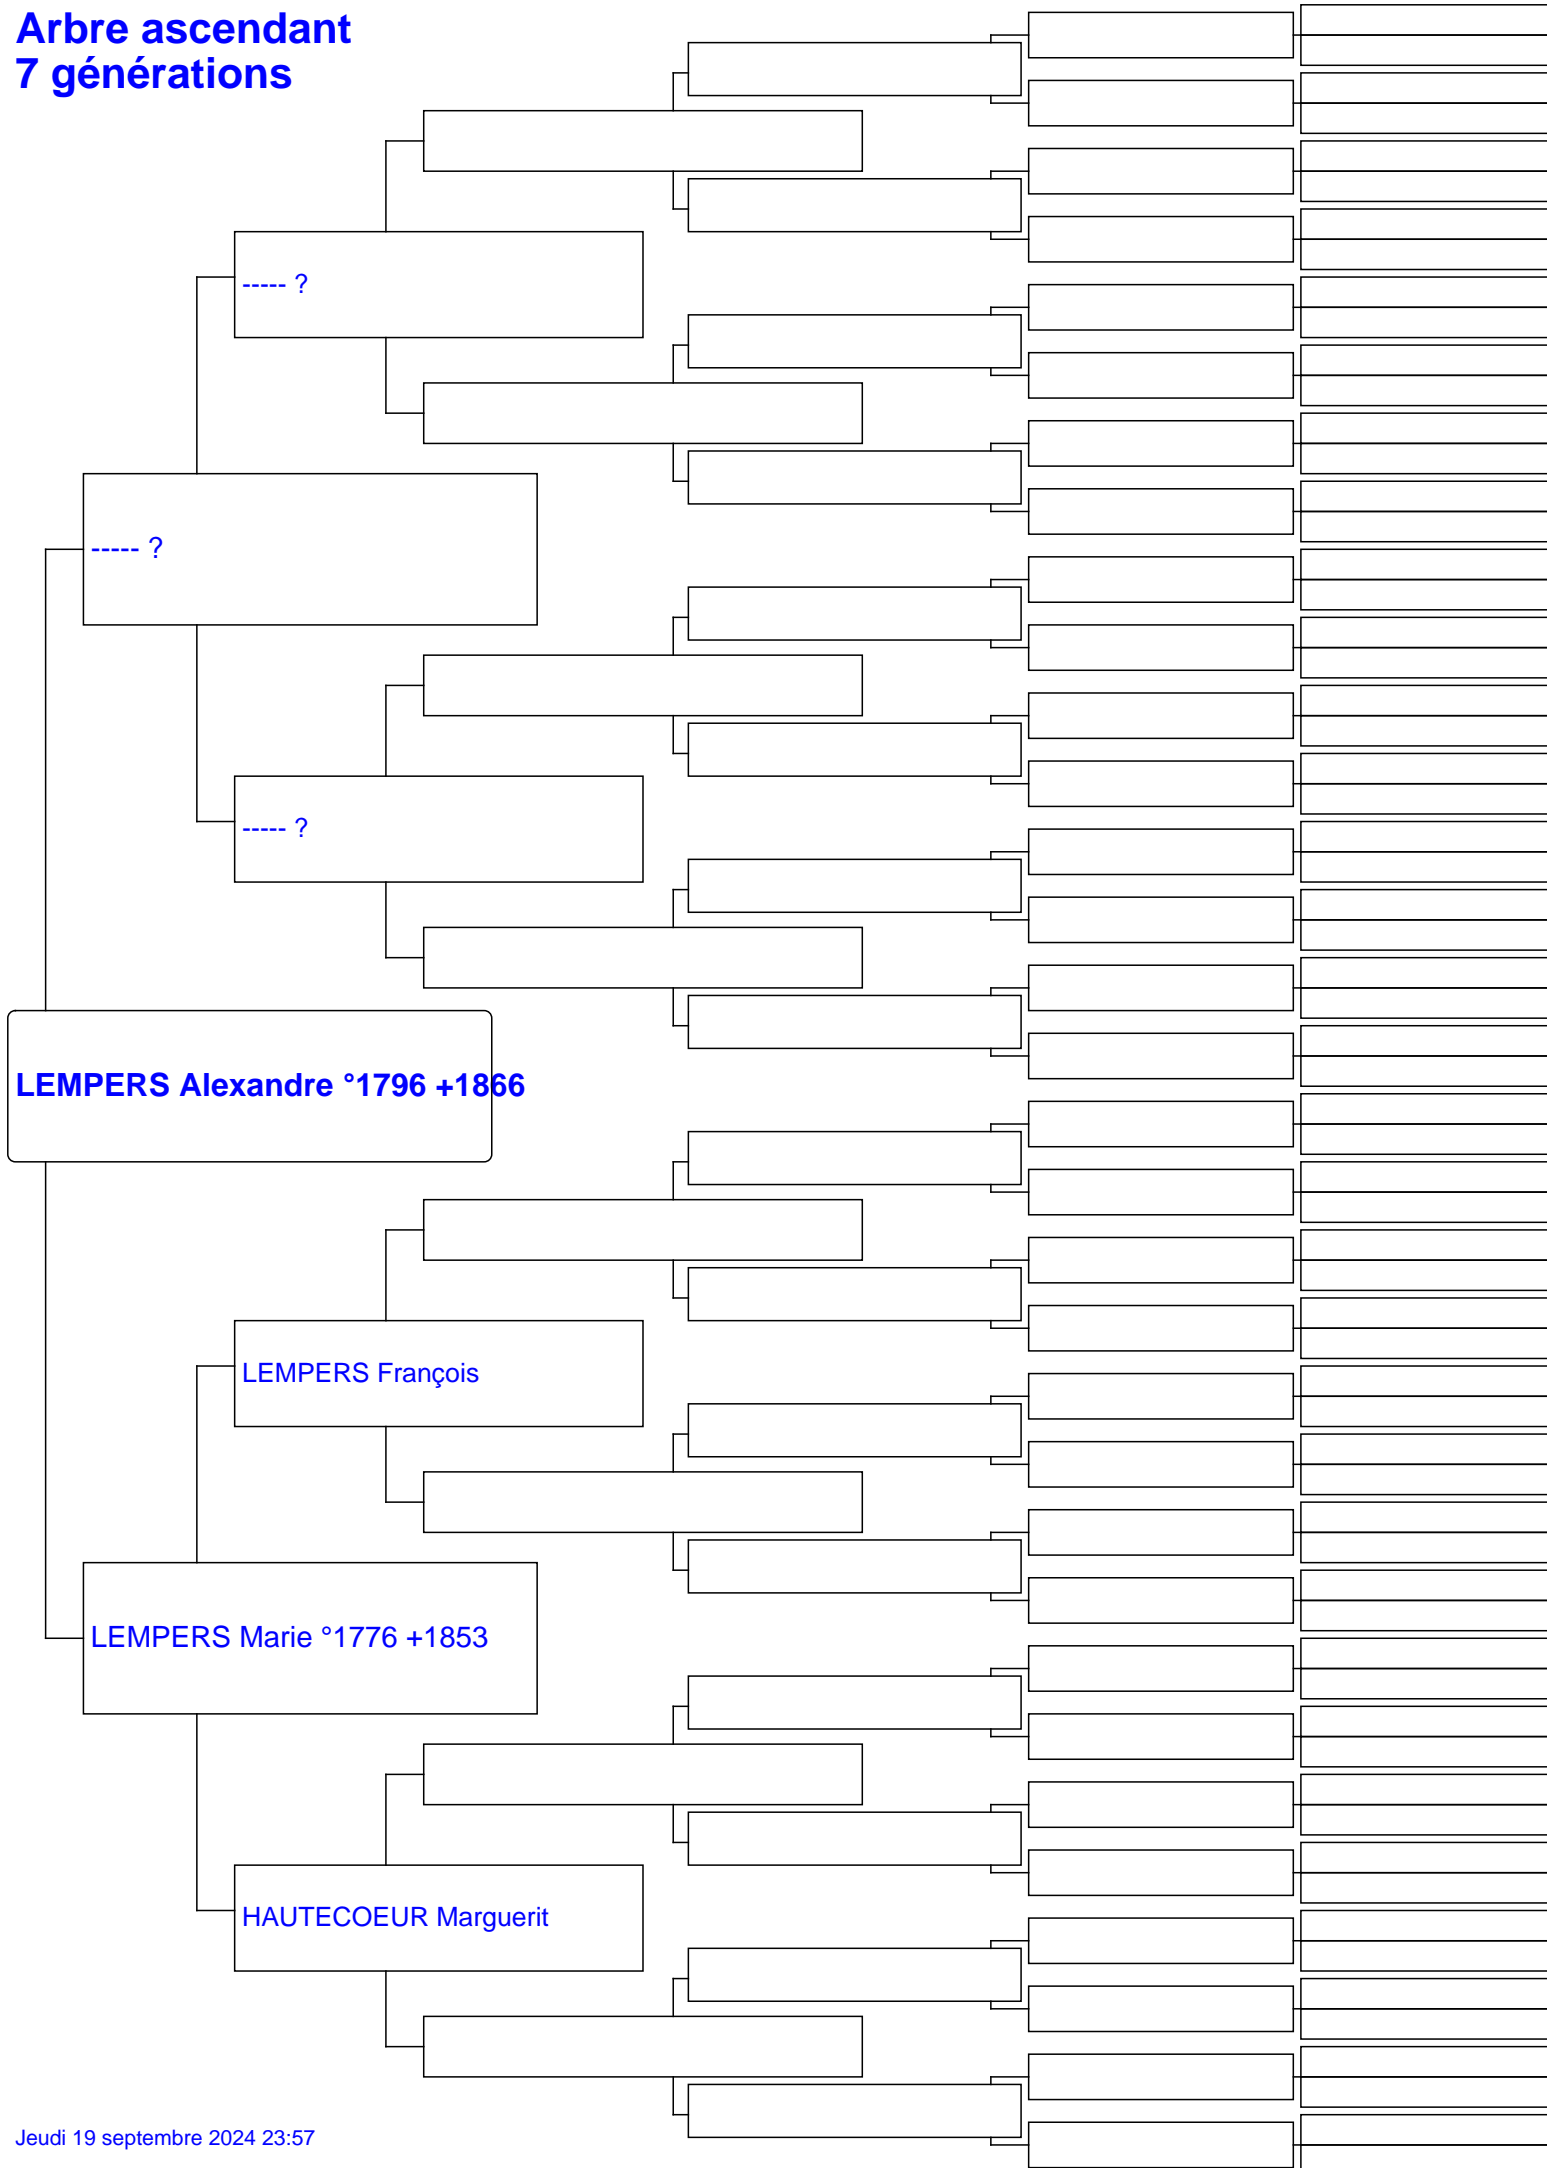 Arbre ascendant
7 générations
----- ?
----- ?
----- ?
LEMPERS Alexandre °1796 +1866
LEMPERS François
LEMPERS Marie °1776 +1853
HAUTECOEUR Marguerit
Jeudi 19 septembre 2024 23:57